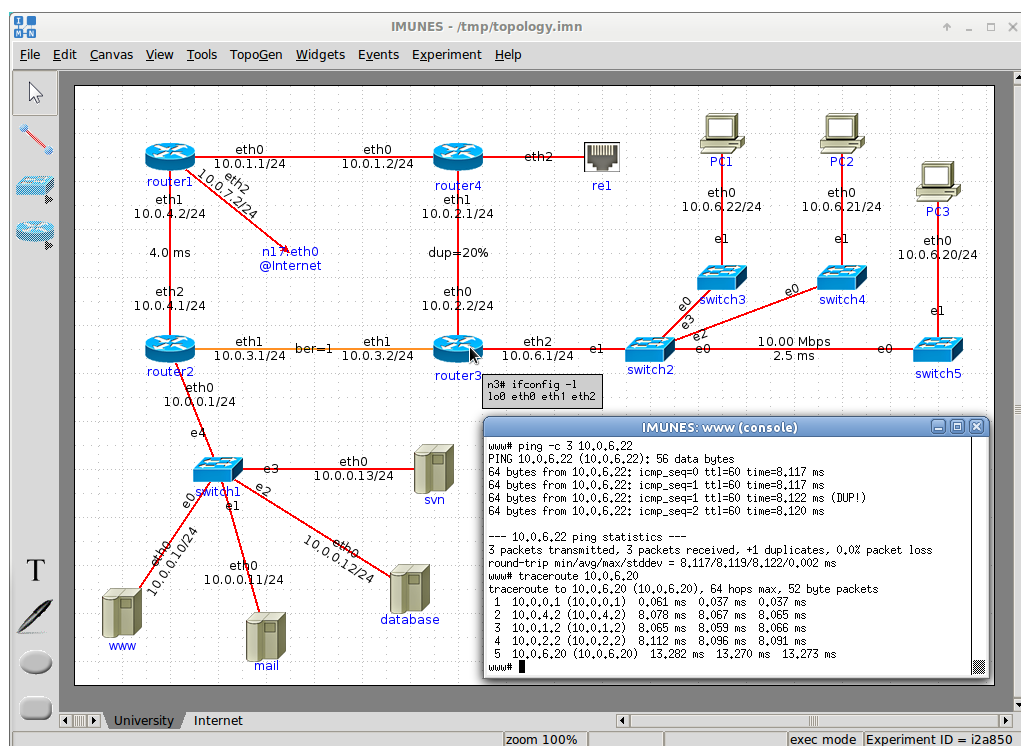 IMUNES - /tmp/topology.imn
File Edit Canvas View Tools TopoGen Widgets Events Experiment Help
router1
eth0
10.0.1.1/24
eth0
10.0.1.2/24
router4
eth2
re1
PC1
PC2
PC3
eth1
10.0.4.2/24
eth2
10.0.7.2/24
n17:eth0
@Internet
eth1
10.0.2.1/24
eth0
10.0.6.22/24
eth0
10.0.6.21/24
eth0
10.0.6.20/24
4.0 ms
dup=20%
e1
e1
e1
switch3
switch4
eth2
10.0.4.1/24
eth0
10.0.2.2/24
e0
e3
e0
e2
router2
eth1
10.0.3.1/24
ber=1
eth1
10.0.3.2/24
router3
eth2
10.0.6.1/24
e1
switch2
e0
10.00 Mbps
2.5 ms
e0
switch5
n3# ifconfig -l
lo0 eth0 eth1 eth2
eth0
10.0.0.1/24
e4
switch1
e3
eth0
10.0.0.13/24
svn
e0
e1
e2
eth0
10.0.0.10/24
eth0
10.0.0.11/24
eth0
10.0.0.12/24
www
mail
database
IMUNES: www (console)
www# ping -c 3 10.0.6.22
PING 10.0.6.22 (10.0.6.22): 56 data bytes
64 bytes from 10.0.6.22: icmp_seq=0 ttl=60 time=8.117 ms
64 bytes from 10.0.6.22: icmp_seq=1 ttl=60 time=8.117 ms
64 bytes from 10.0.6.22: icmp_seq=1 ttl=60 time=8.122 ms (DUP!)
64 bytes from 10.0.6.22: icmp_seq=2 ttl=60 time=8.120 ms
--- 10.0.6.22 ping statistics ---
3 packets transmitted, 3 packets received, +1 duplicates, 0.0% packet loss
round-trip min/avg/max/stddev = 8.117/8.119/8.122/0.002 ms
www# traceroute 10.0.6.20
traceroute to 10.0.6.20 (10.0.6.20), 64 hops max, 52 byte packets
1 10.0.0.1 (10.0.0.1) 0.061 ms 0.037 ms 0.037 ms
2 10.0.4.2 (10.0.4.2) 8.078 ms 8.067 ms 8.065 ms
3 10.0.1.2 (10.0.1.2) 8.065 ms 8.059 ms 8.066 ms
4 10.0.2.2 (10.0.2.2) 8.112 ms 8.096 ms 8.091 ms
5 10.0.6.20 (10.0.6.20) 13.282 ms 13.270 ms 13.273 ms
www#
T
University Internet
zoom 100% exec mode Experiment ID = i2a850